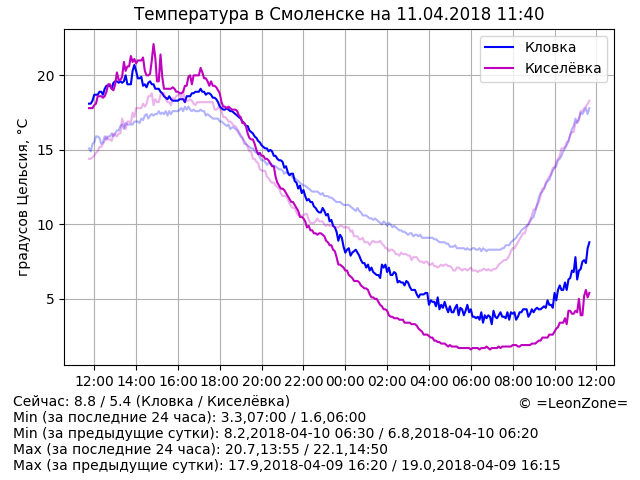 Температура в Смоленске на 11.04.2018 11:40
Кловка
Киселёвка
градусов Цельсия, °C
20
15
10
5
12:00 14:00 16:00 18:00 20:00 22:00 00:00 02:00 04:00 06:00 08:00 10:00 12:00
Сейчас: 8.8 / 5.4 (Кловка / Киселёвка)
© =LeonZone=
Min (за последние 24 часа): 3.3,07:00 / 1.6,06:00
Min (за предыдущие сутки): 8.2,2018-04-10 06:30 / 6.8,2018-04-10 06:20
Max (за последние 24 часа): 20.7,13:55 / 22.1,14:50
Max (за предыдущие сутки): 17.9,2018-04-09 16:20 / 19.0,2018-04-09 16:15